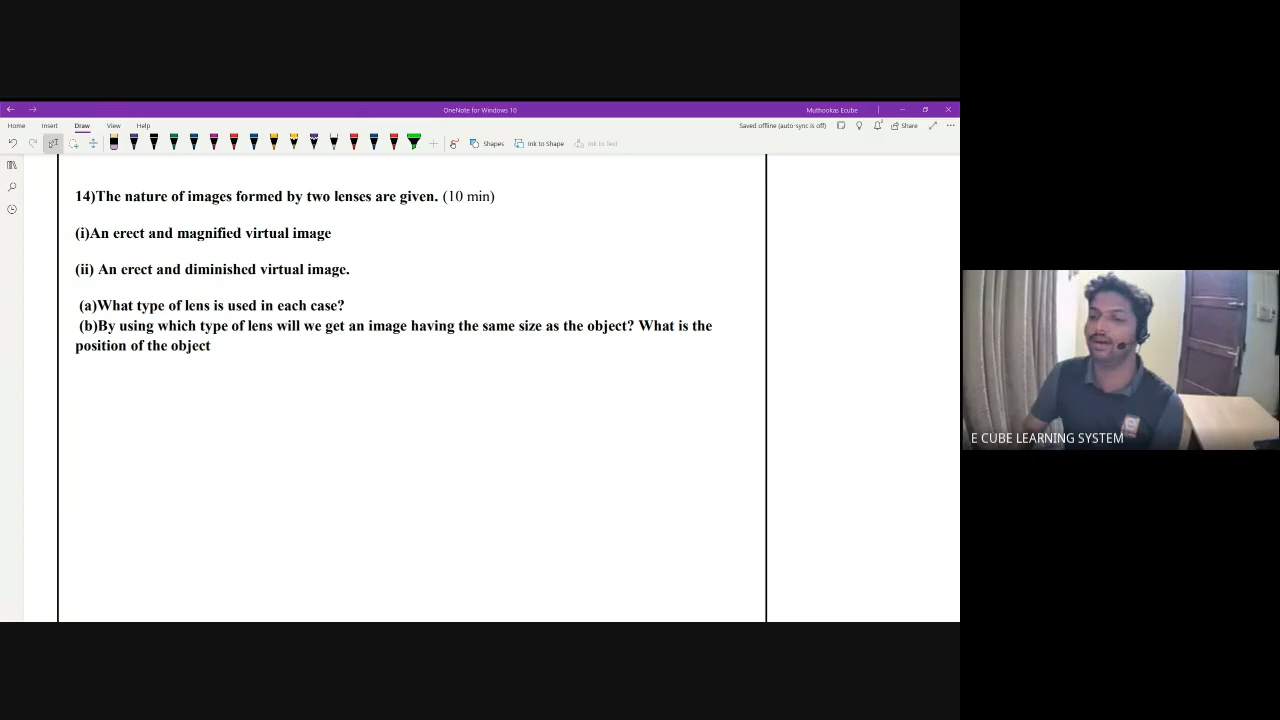 OneNote for Windows 10
Muthookas Ecube
Home Insert Draw View Help
Saved offline (auto-sync is off)
Share
Shapes
Ink to Shape
Ink to Text
14)The nature of images formed by two lenses are given. (10 min)
(i)An erect and magnified virtual image
(ii) An erect and diminished virtual image.
(a)What type of lens is used in each case?
(b)By using which type of lens will we get an image having the same size as the object? What is the
position of the object
E CUBE LEARNING SYSTEM